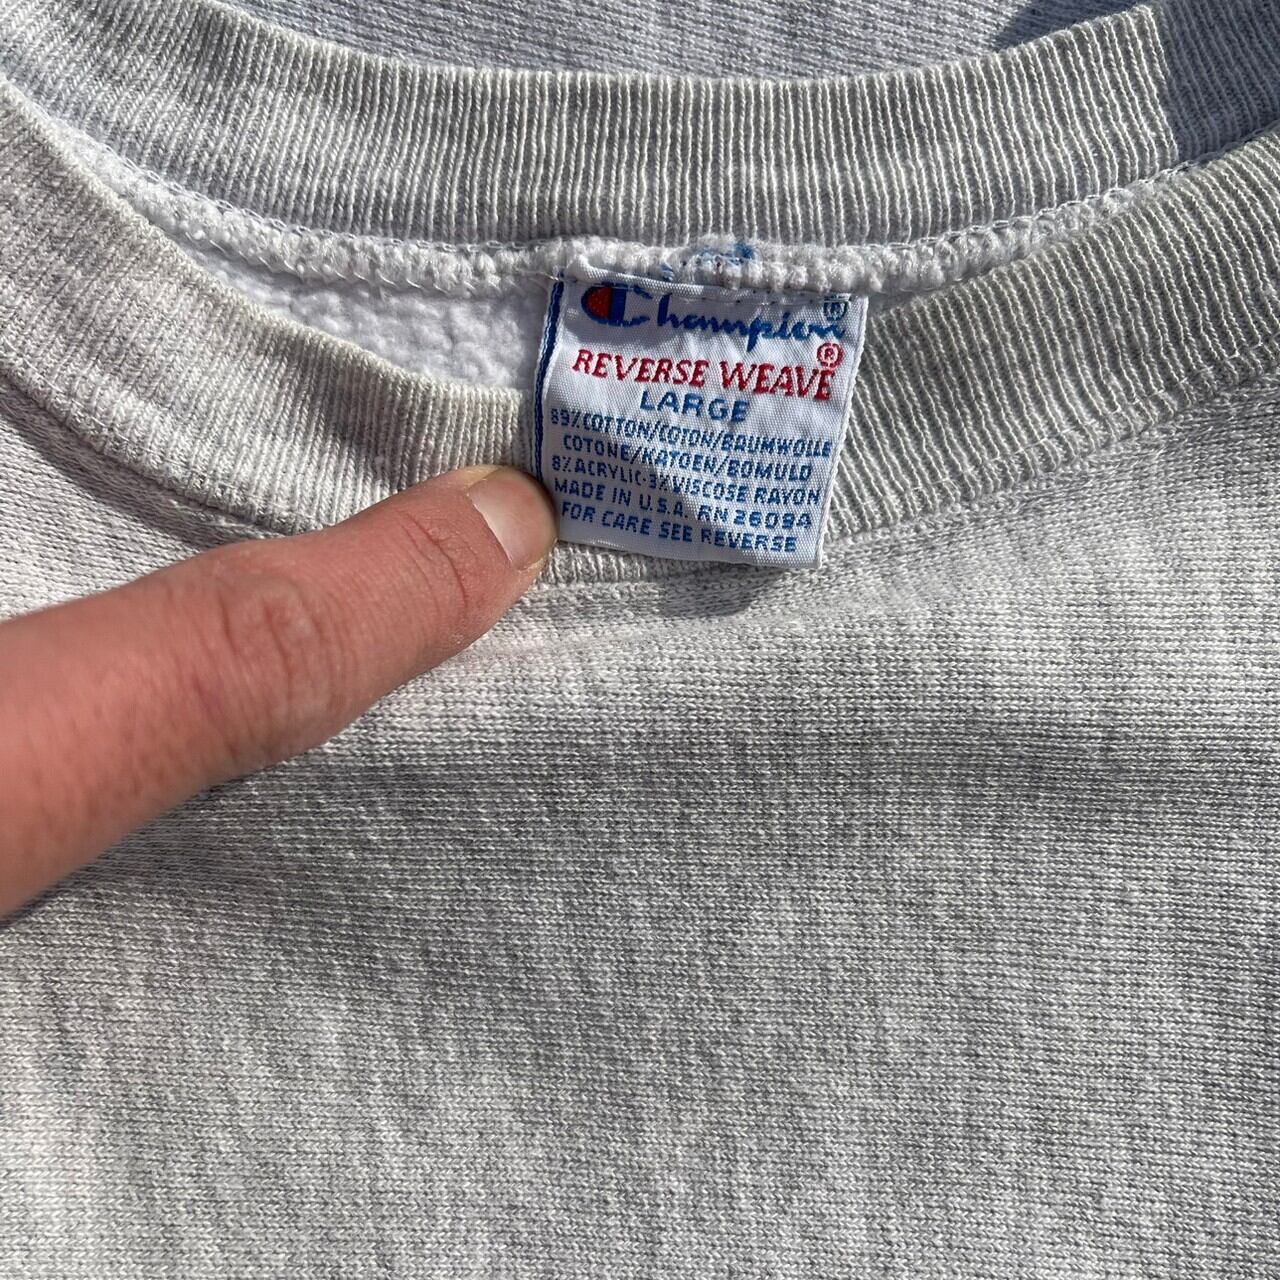 Champion®
REVERSE WEAVE®
LARGE
89% COTTON/COTON/BAUMWOLLE
COTONE/KATOEN/BOMULD
8% ACRYLIC-3% VISCOSE RAYON
MADE IN U.S.A. RN 26094
FOR CARE SEE REVERSE